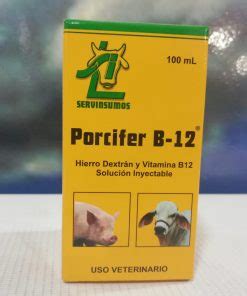 100 mL
SERVINSUMOS
Porcifer B-12®
Hierro Dextrán y Vitamina B12
Solución Inyectable
USO VETERINARIO